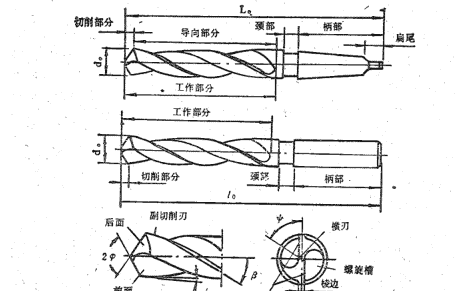 L₀
切削部分
导向部分
颈部
柄部
扁尾
d₀
工作部分
工作部分
d₀
切削部分
颈部
柄部
l₀
后面
副切削刃
2φ
β
前面
ψ
横刃
螺旋槽
棱边